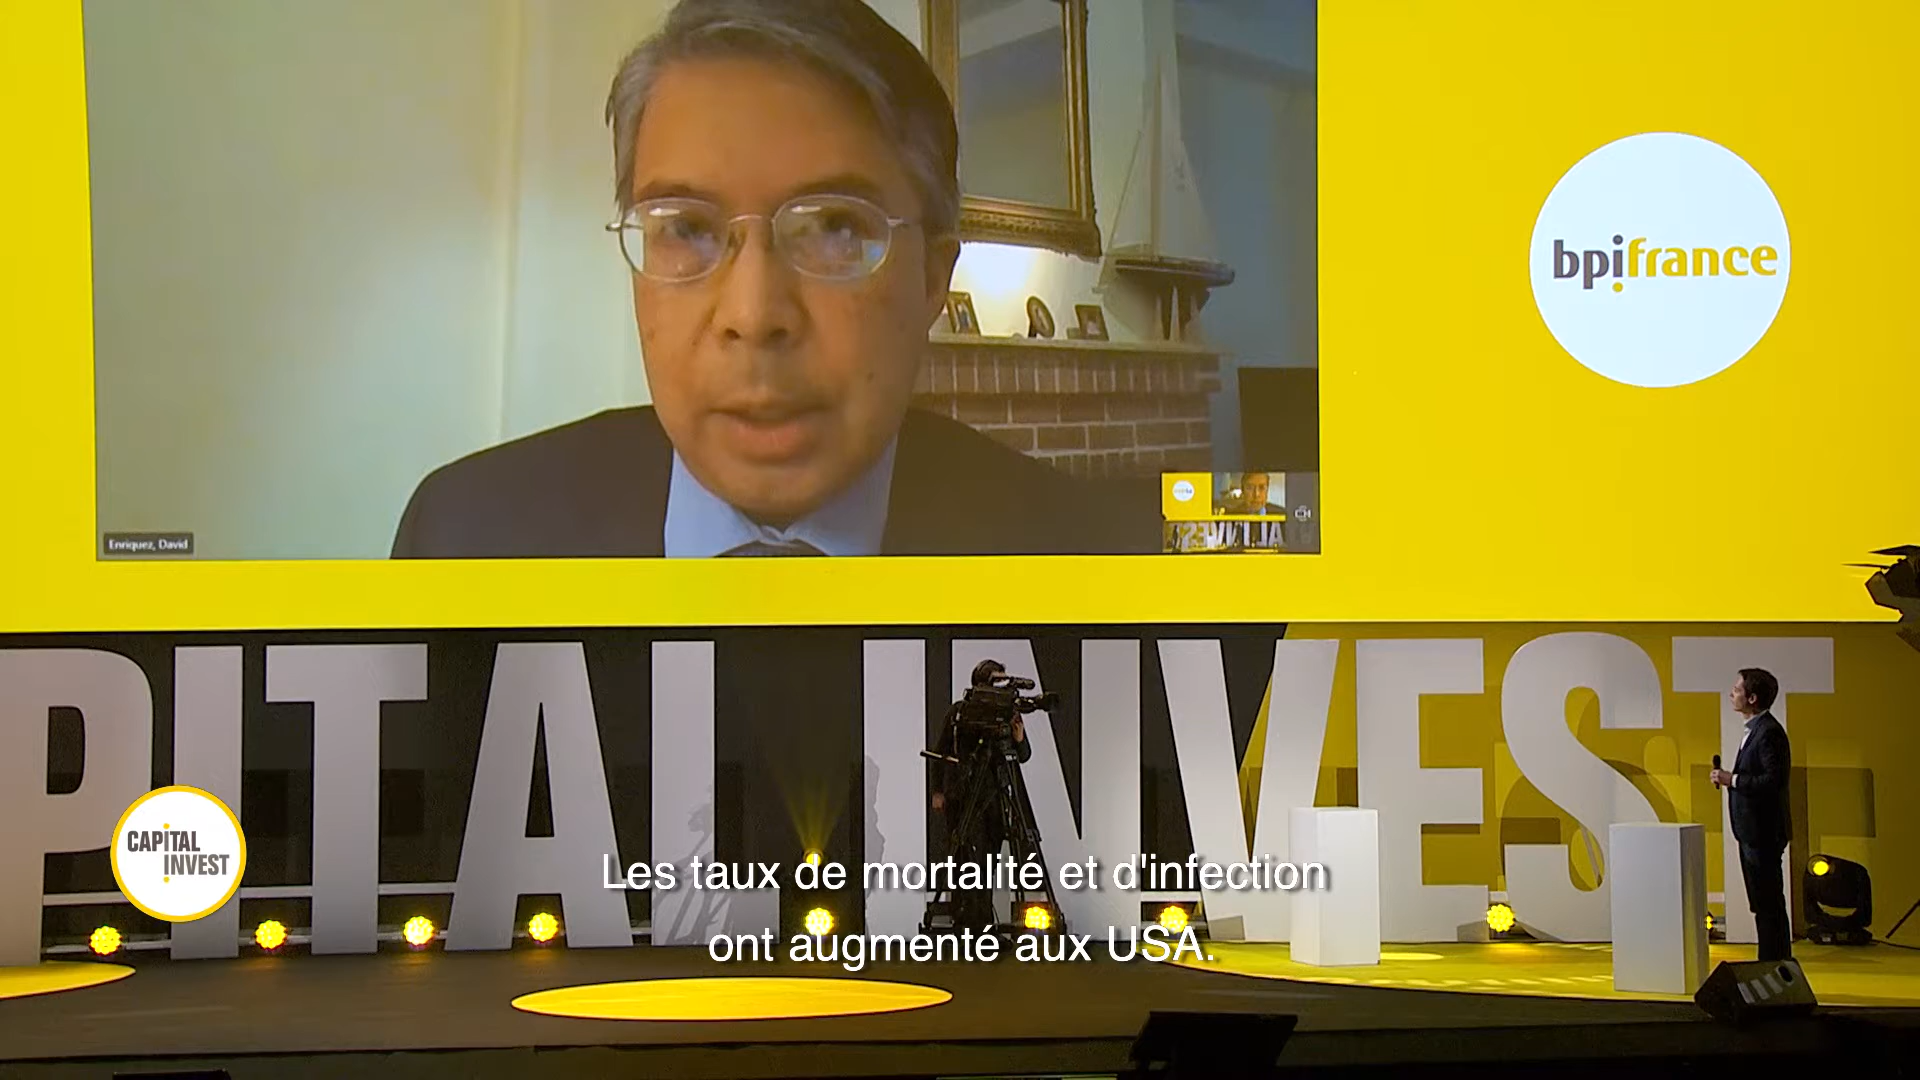 bpifrance
Enriquez, David
PITAL INVEST
CAPITAL
INVEST
Les taux de mortalité et d'infection
ont augmenté aux USA.